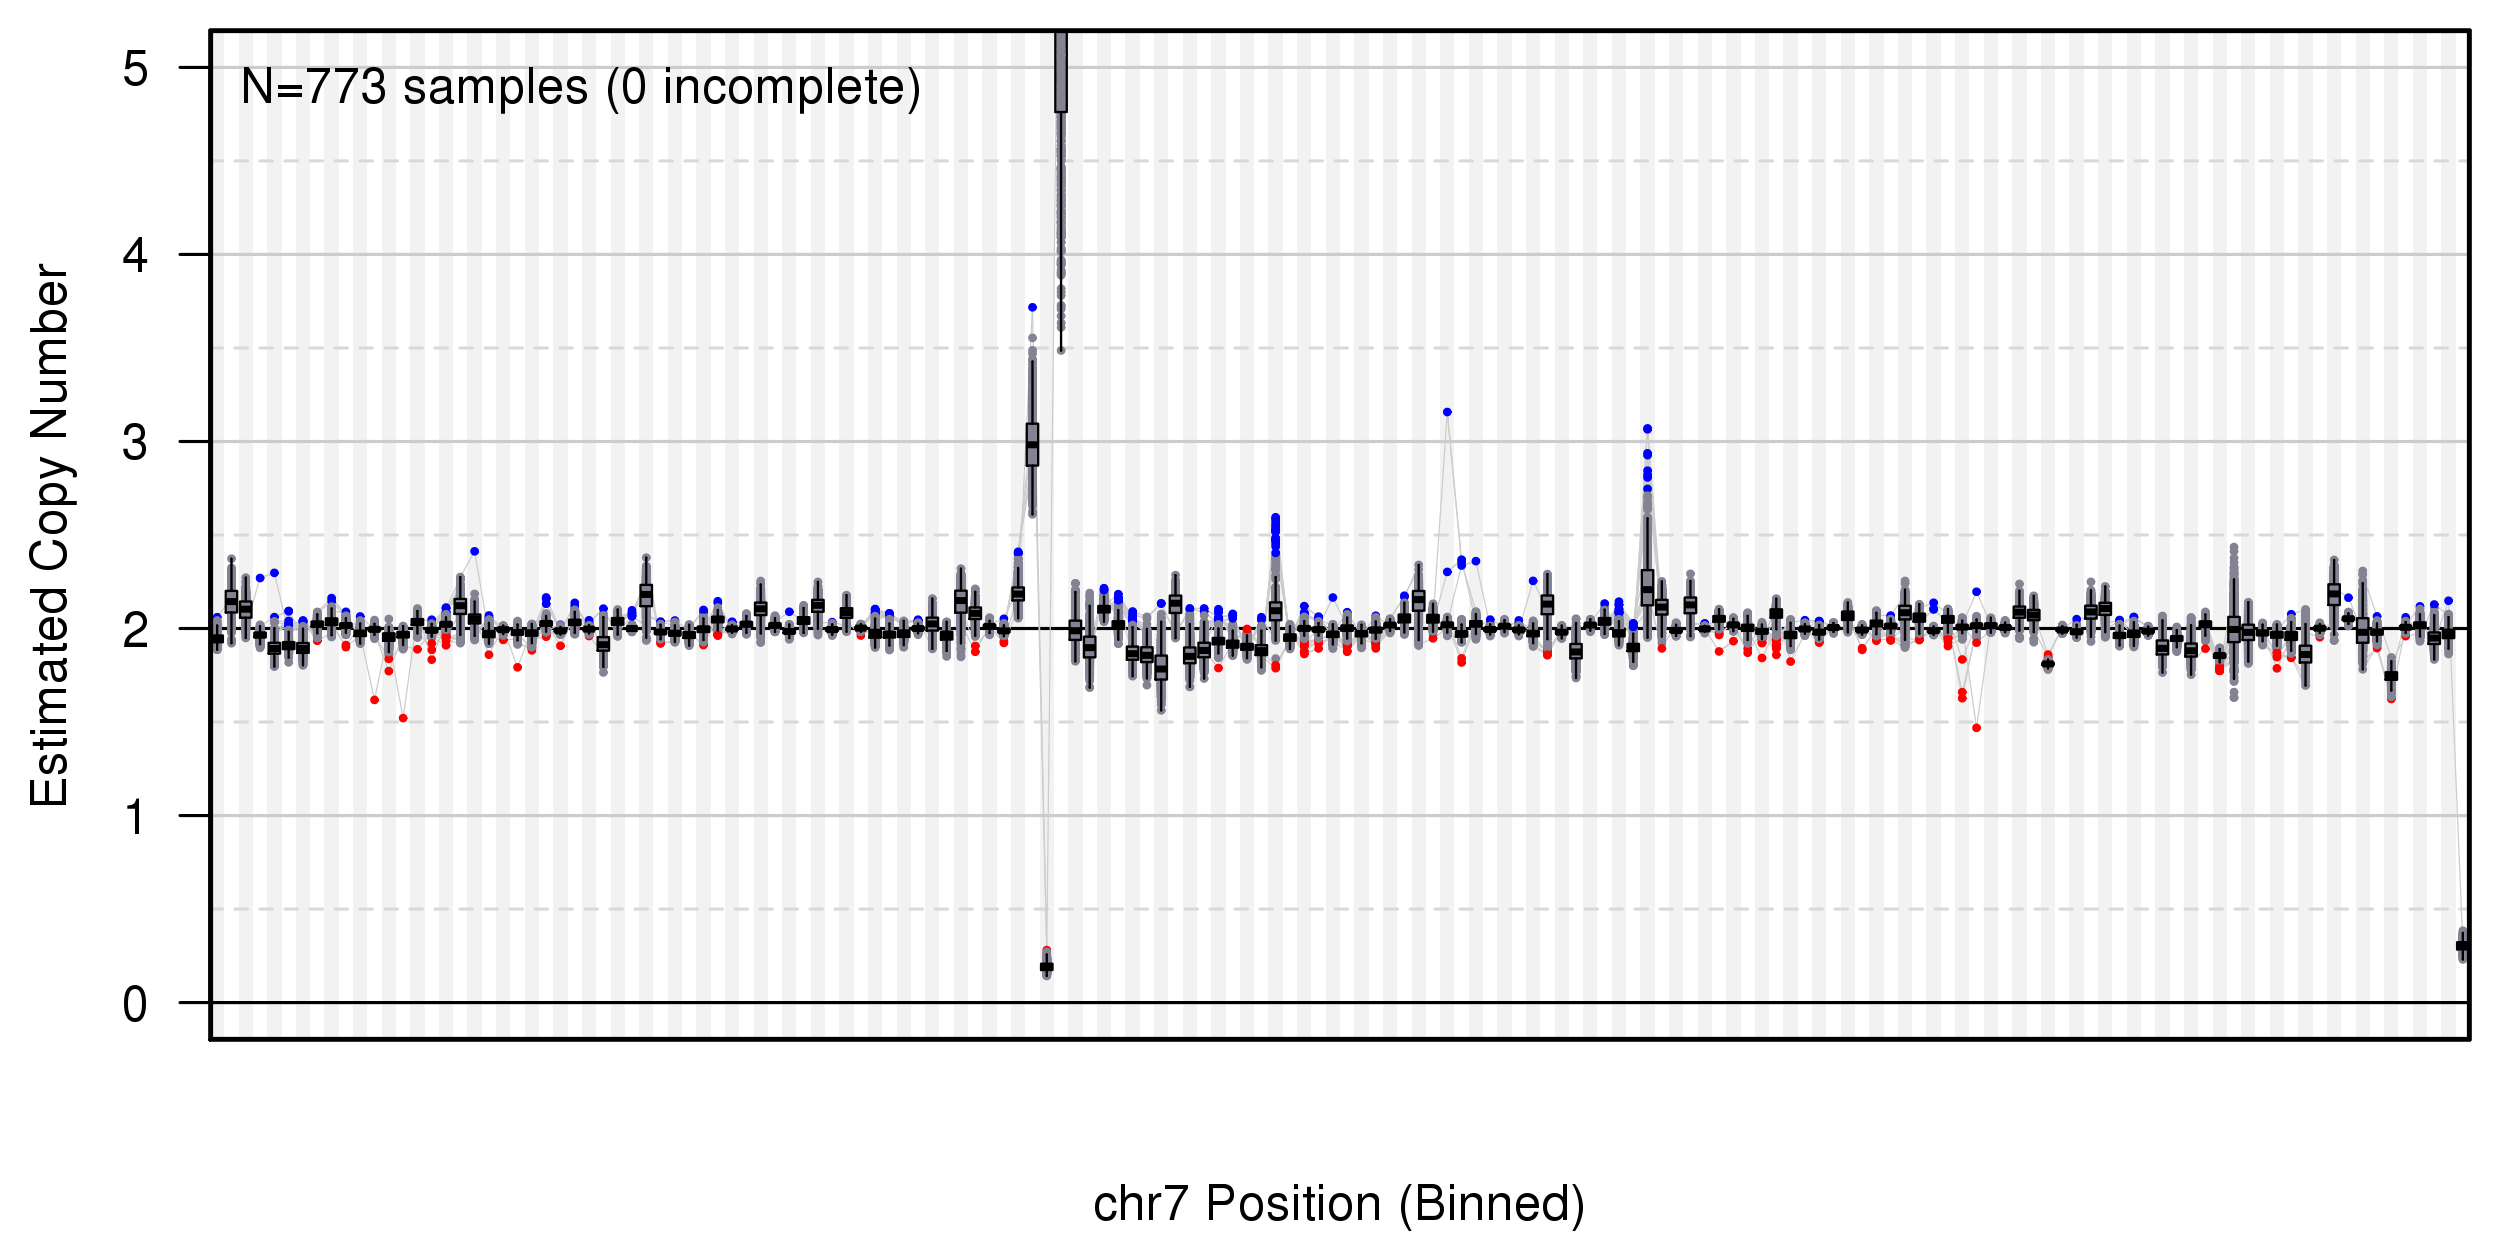 N=773 samples (0 incomplete)
5
4
3
2
1
0
Estimated Copy Number
chr7 Position (Binned)